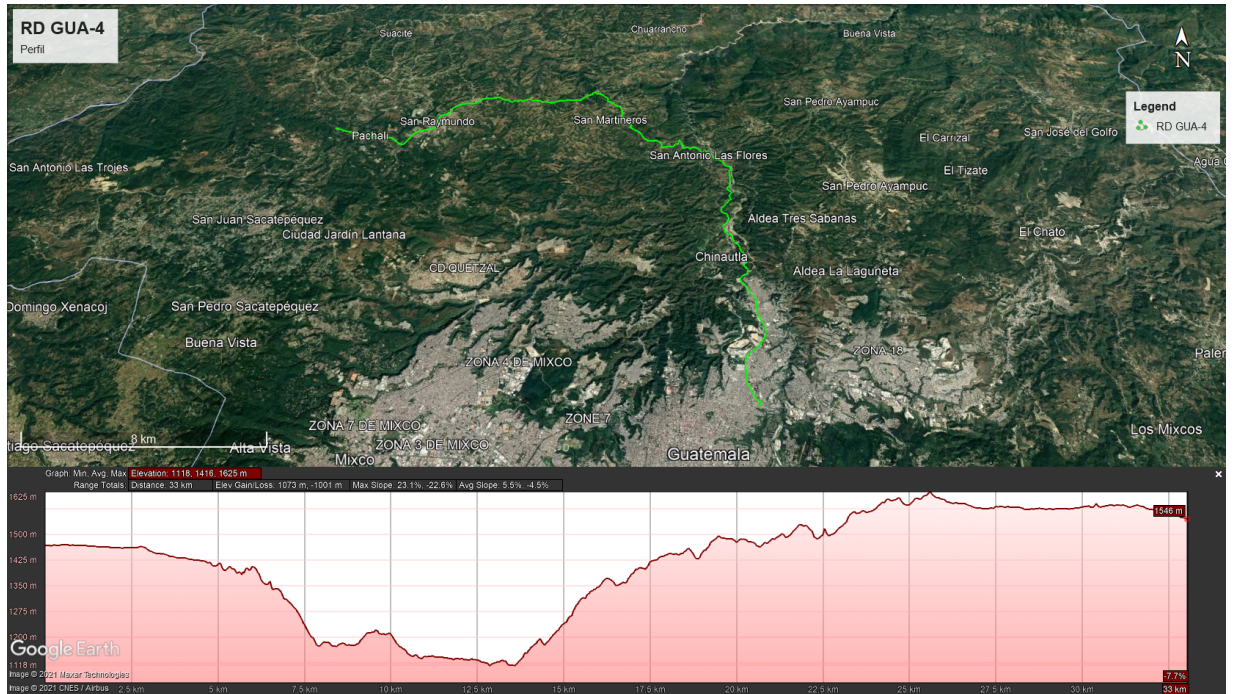 RD GUA-4
Perfil
Suacité
Chuarrancho
Buena Vista
N
Legend
RD GUA-4
San Pedro Ayampuc
San Raymundo
San Martineros
Pachalí
El Carrizal
San José del Golfo
San Antonio Las Flores
Agua C
San Antonio Las Trojes
El Tizate
San Pedro Ayampuc
San Juan Sacatepéquez
Aldea Tres Sabanas
Ciudad Jardín Lantana
El Chato
Chinautla
CD QUETZAL
Aldea La Laguneta
Domingo Xenacoj
San Pedro Sacatepéquez
Buena Vista
ZONA 18
Paler
ZONA 4 DE MIXCO
ZONE 7
ZONA 7 DE MIXCO
Los Mixcos
8 km
tiago Sacatepéquez
Alta Vista
ZONA 3 DE MIXCO
Mixco
Guatemala
Graph: Min, Avg, Max Elevation: 1118, 1416, 1625 m
Range Totals: Distance: 33 km Elev Gain/Loss: 1073 m, -1001 m Max Slope: 23.1%, -22.6% Avg Slope: 5.5%, -4.5%
1625 m
1546 m
1500 m
1425 m
1350 m
1275 m
1200 m
Google Earth
1118 m
Image © 2021 Maxar Technologies
-7.7%
Image © 2021 CNES / Airbus
2.5 km 5 km 7.5 km 10 km 12.5 km 15 km 17.5 km 20 km 22.5 km 25 km 27.5 km 30 km 33 km